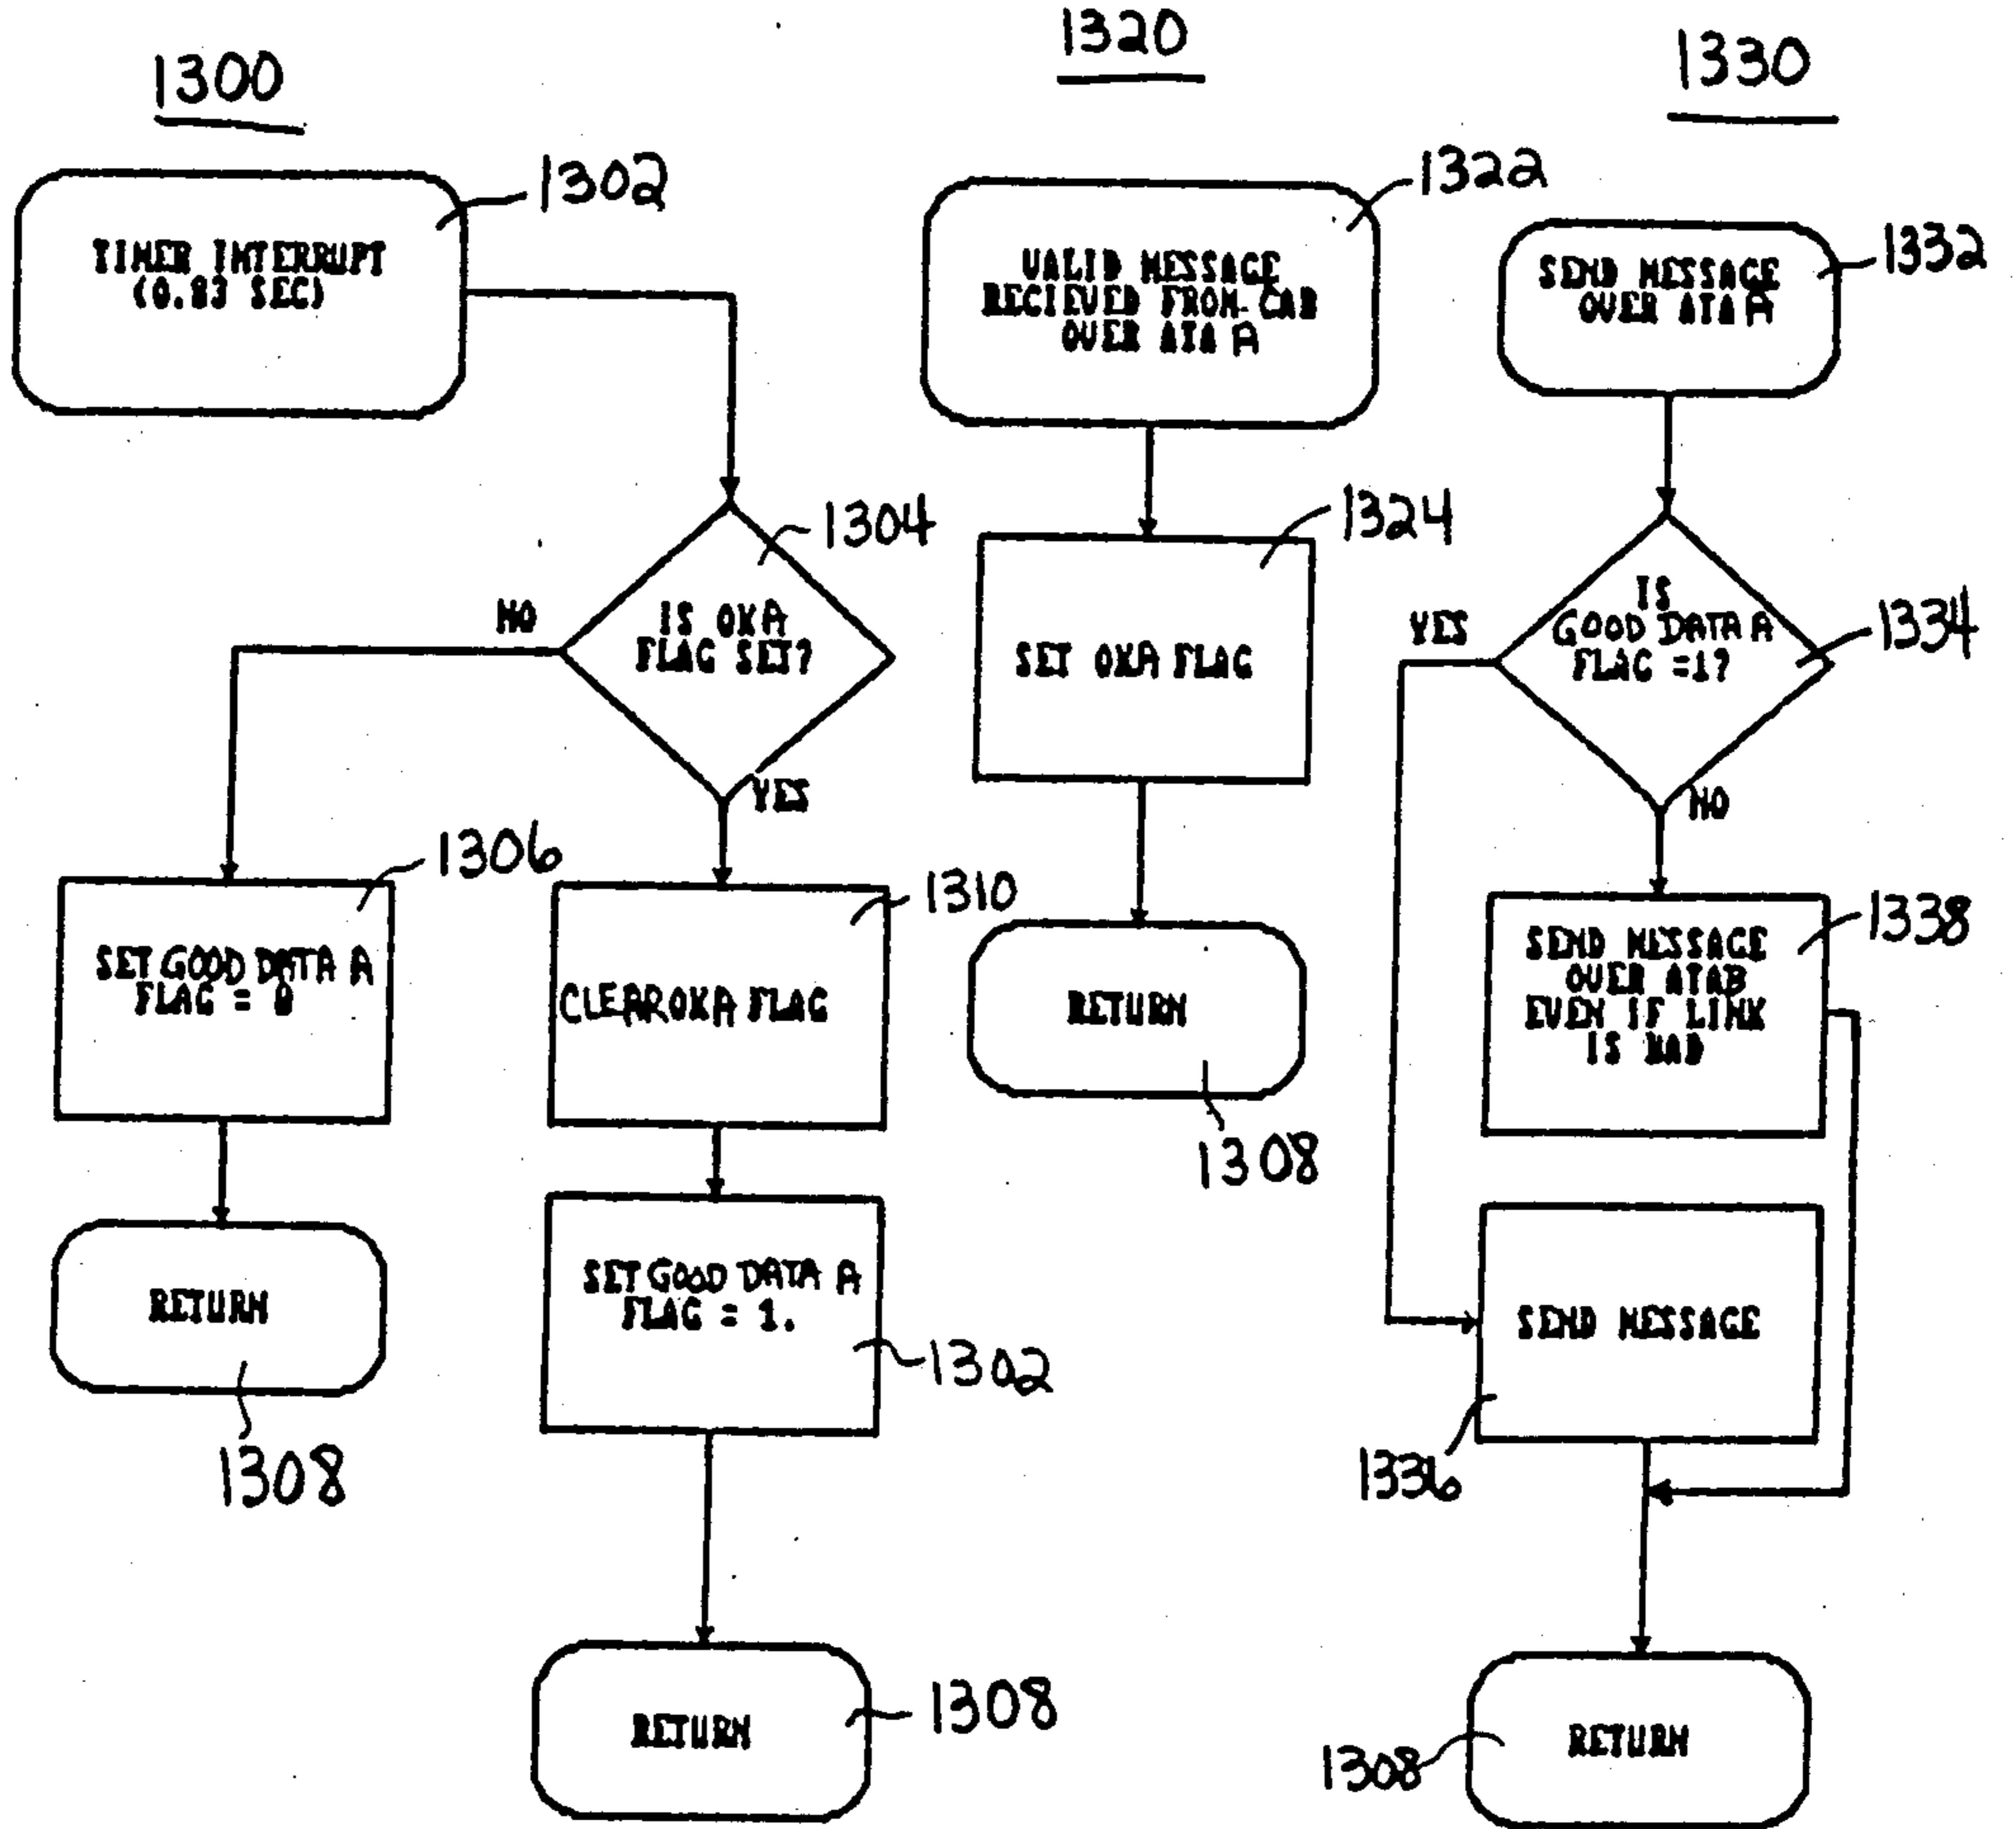 1300
1302
TIMER INTERRUPT
(0.83 SEC)
1304
IS OKA
FLAG SET?
NO
YES
1306
SET GOOD DATA A
FLAG = 0
RETURN
1308
1310
CLEAR OKA FLAG
SET GOOD DATA A
FLAG = 1.
1302
RETURN
1308
1320
1322
VALID MESSAGE
RECIEVED FROM CAB
OVER ATA A
1324
SET OKA FLAG
RETURN
1308
1330
1332
SEND MESSAGE
OVER ATA A
1334
IS
GOOD DATA A
FLAG =1?
YES
NO
1338
SEND MESSAGE
OVER ATAB
EVEN IF LINK
IS BAD
SEND MESSAGE
1336
RETURN
1308